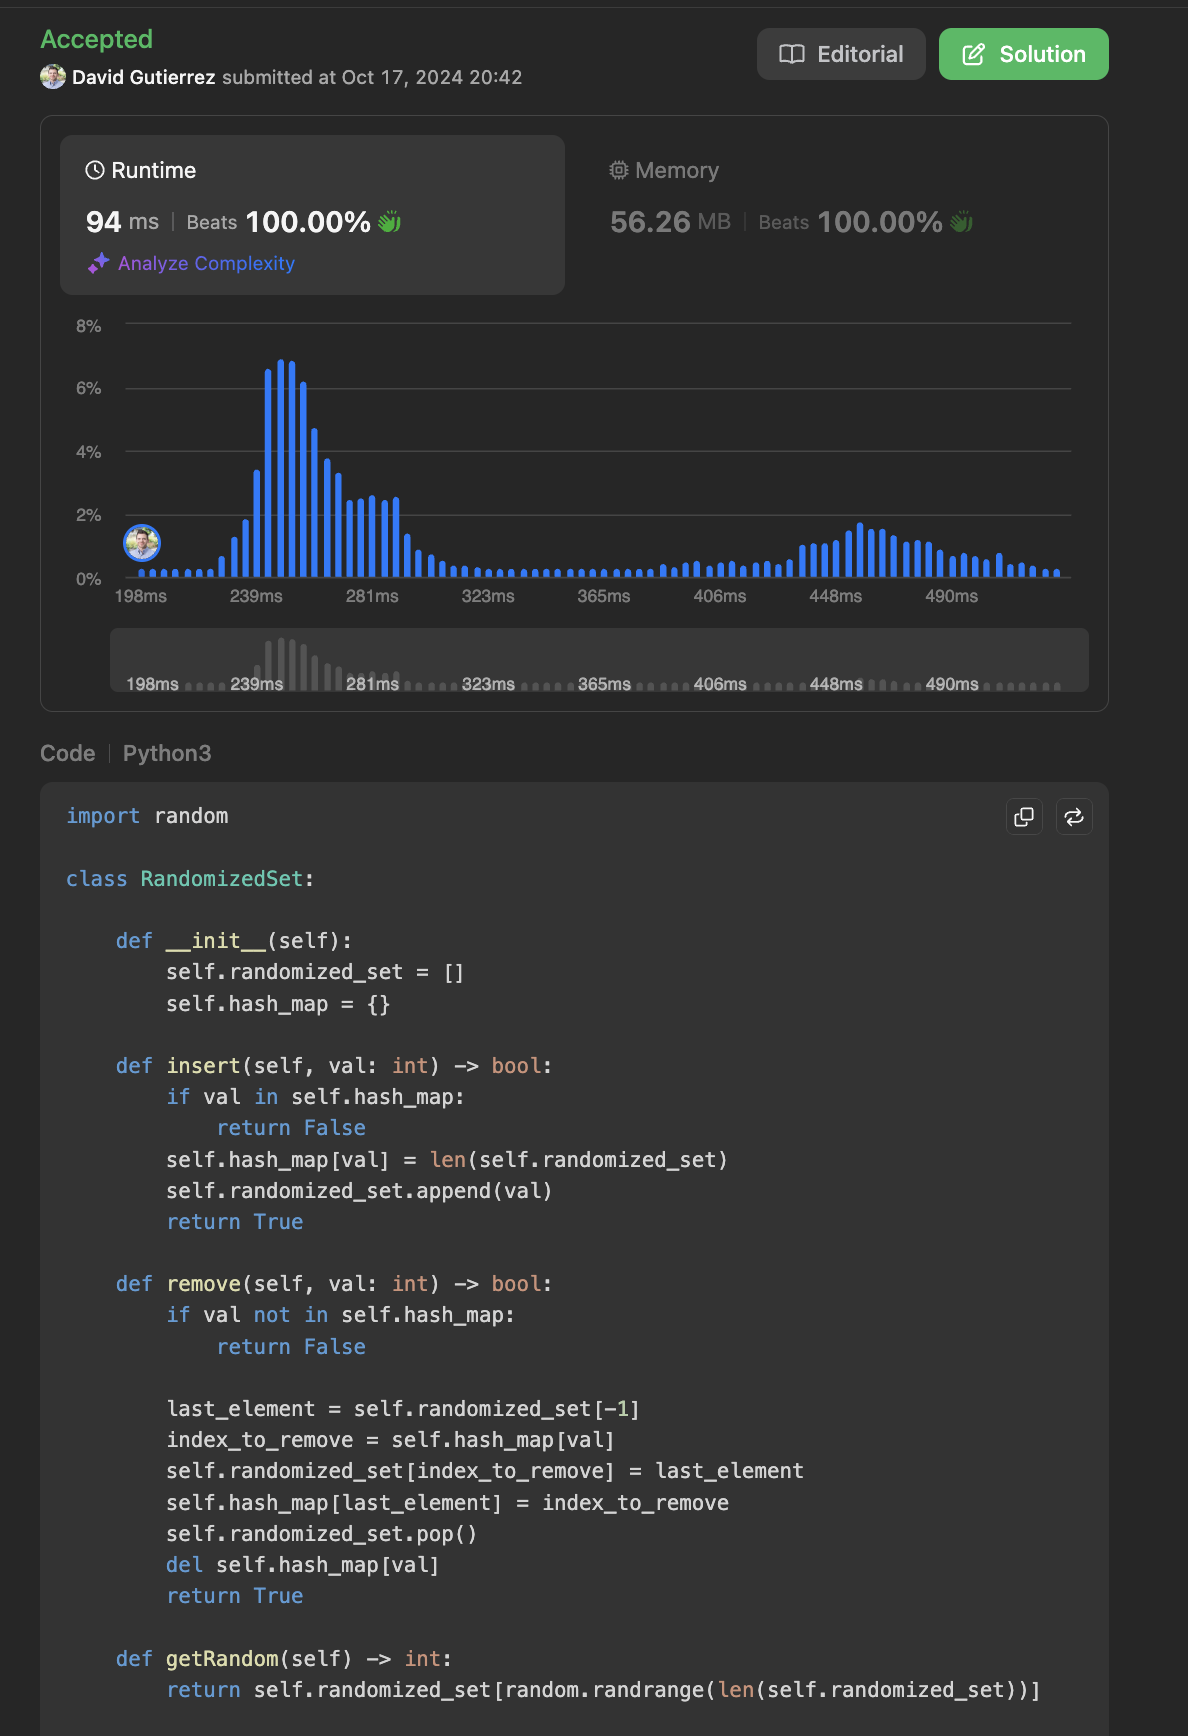 Accepted
Editorial
Solution
David Gutierrez submitted at Oct 17, 2024 20:42
Runtime
Memory
94 ms | Beats 100.00%
56.26 MB | Beats 100.00%
Analyze Complexity
8%
6%
4%
2%
0%
198ms 239ms 281ms 323ms 365ms 406ms 448ms 490ms
198ms 239ms 281ms 323ms 365ms 406ms 448ms 490ms
Code | Python3
import random
class RandomizedSet:
    def __init__(self):
        self.randomized_set = []
        self.hash_map = {}
    def insert(self, val: int) -> bool:
        if val in self.hash_map:
            return False
        self.hash_map[val] = len(self.randomized_set)
        self.randomized_set.append(val)
        return True
    def remove(self, val: int) -> bool:
        if val not in self.hash_map:
            return False
        last_element = self.randomized_set[-1]
        index_to_remove = self.hash_map[val]
        self.randomized_set[index_to_remove] = last_element
        self.hash_map[last_element] = index_to_remove
        self.randomized_set.pop()
        del self.hash_map[val]
        return True
    def getRandom(self) -> int:
        return self.randomized_set[random.randrange(len(self.randomized_set))]